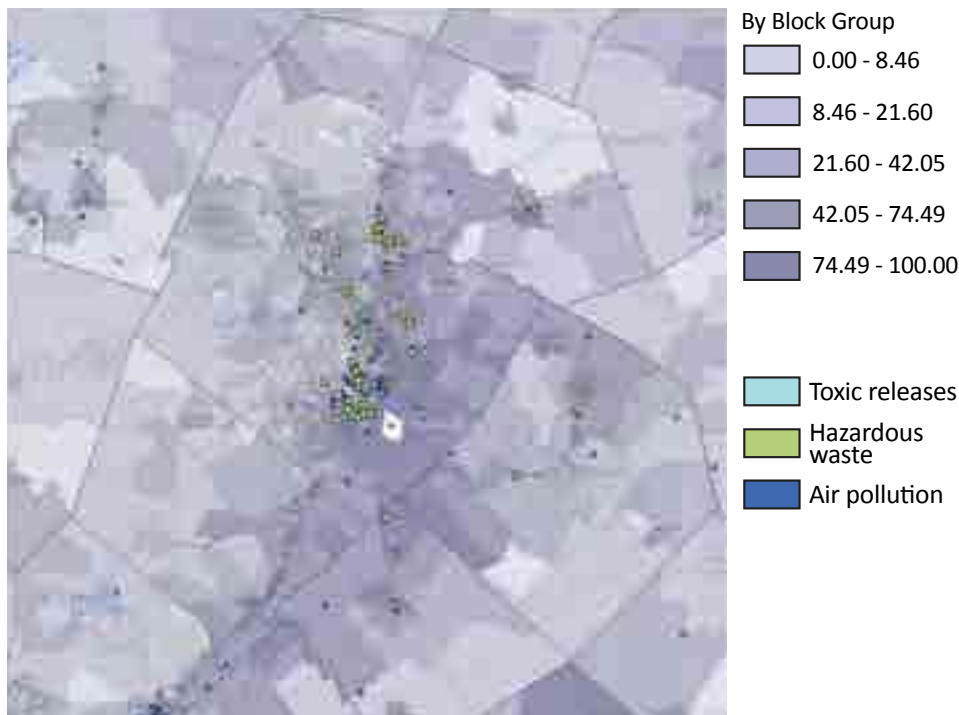 By Block Group
0.00 - 8.46
8.46 - 21.60
21.60 - 42.05
42.05 - 74.49
74.49 - 100.00
Toxic releases
Hazardous
waste
Air pollution